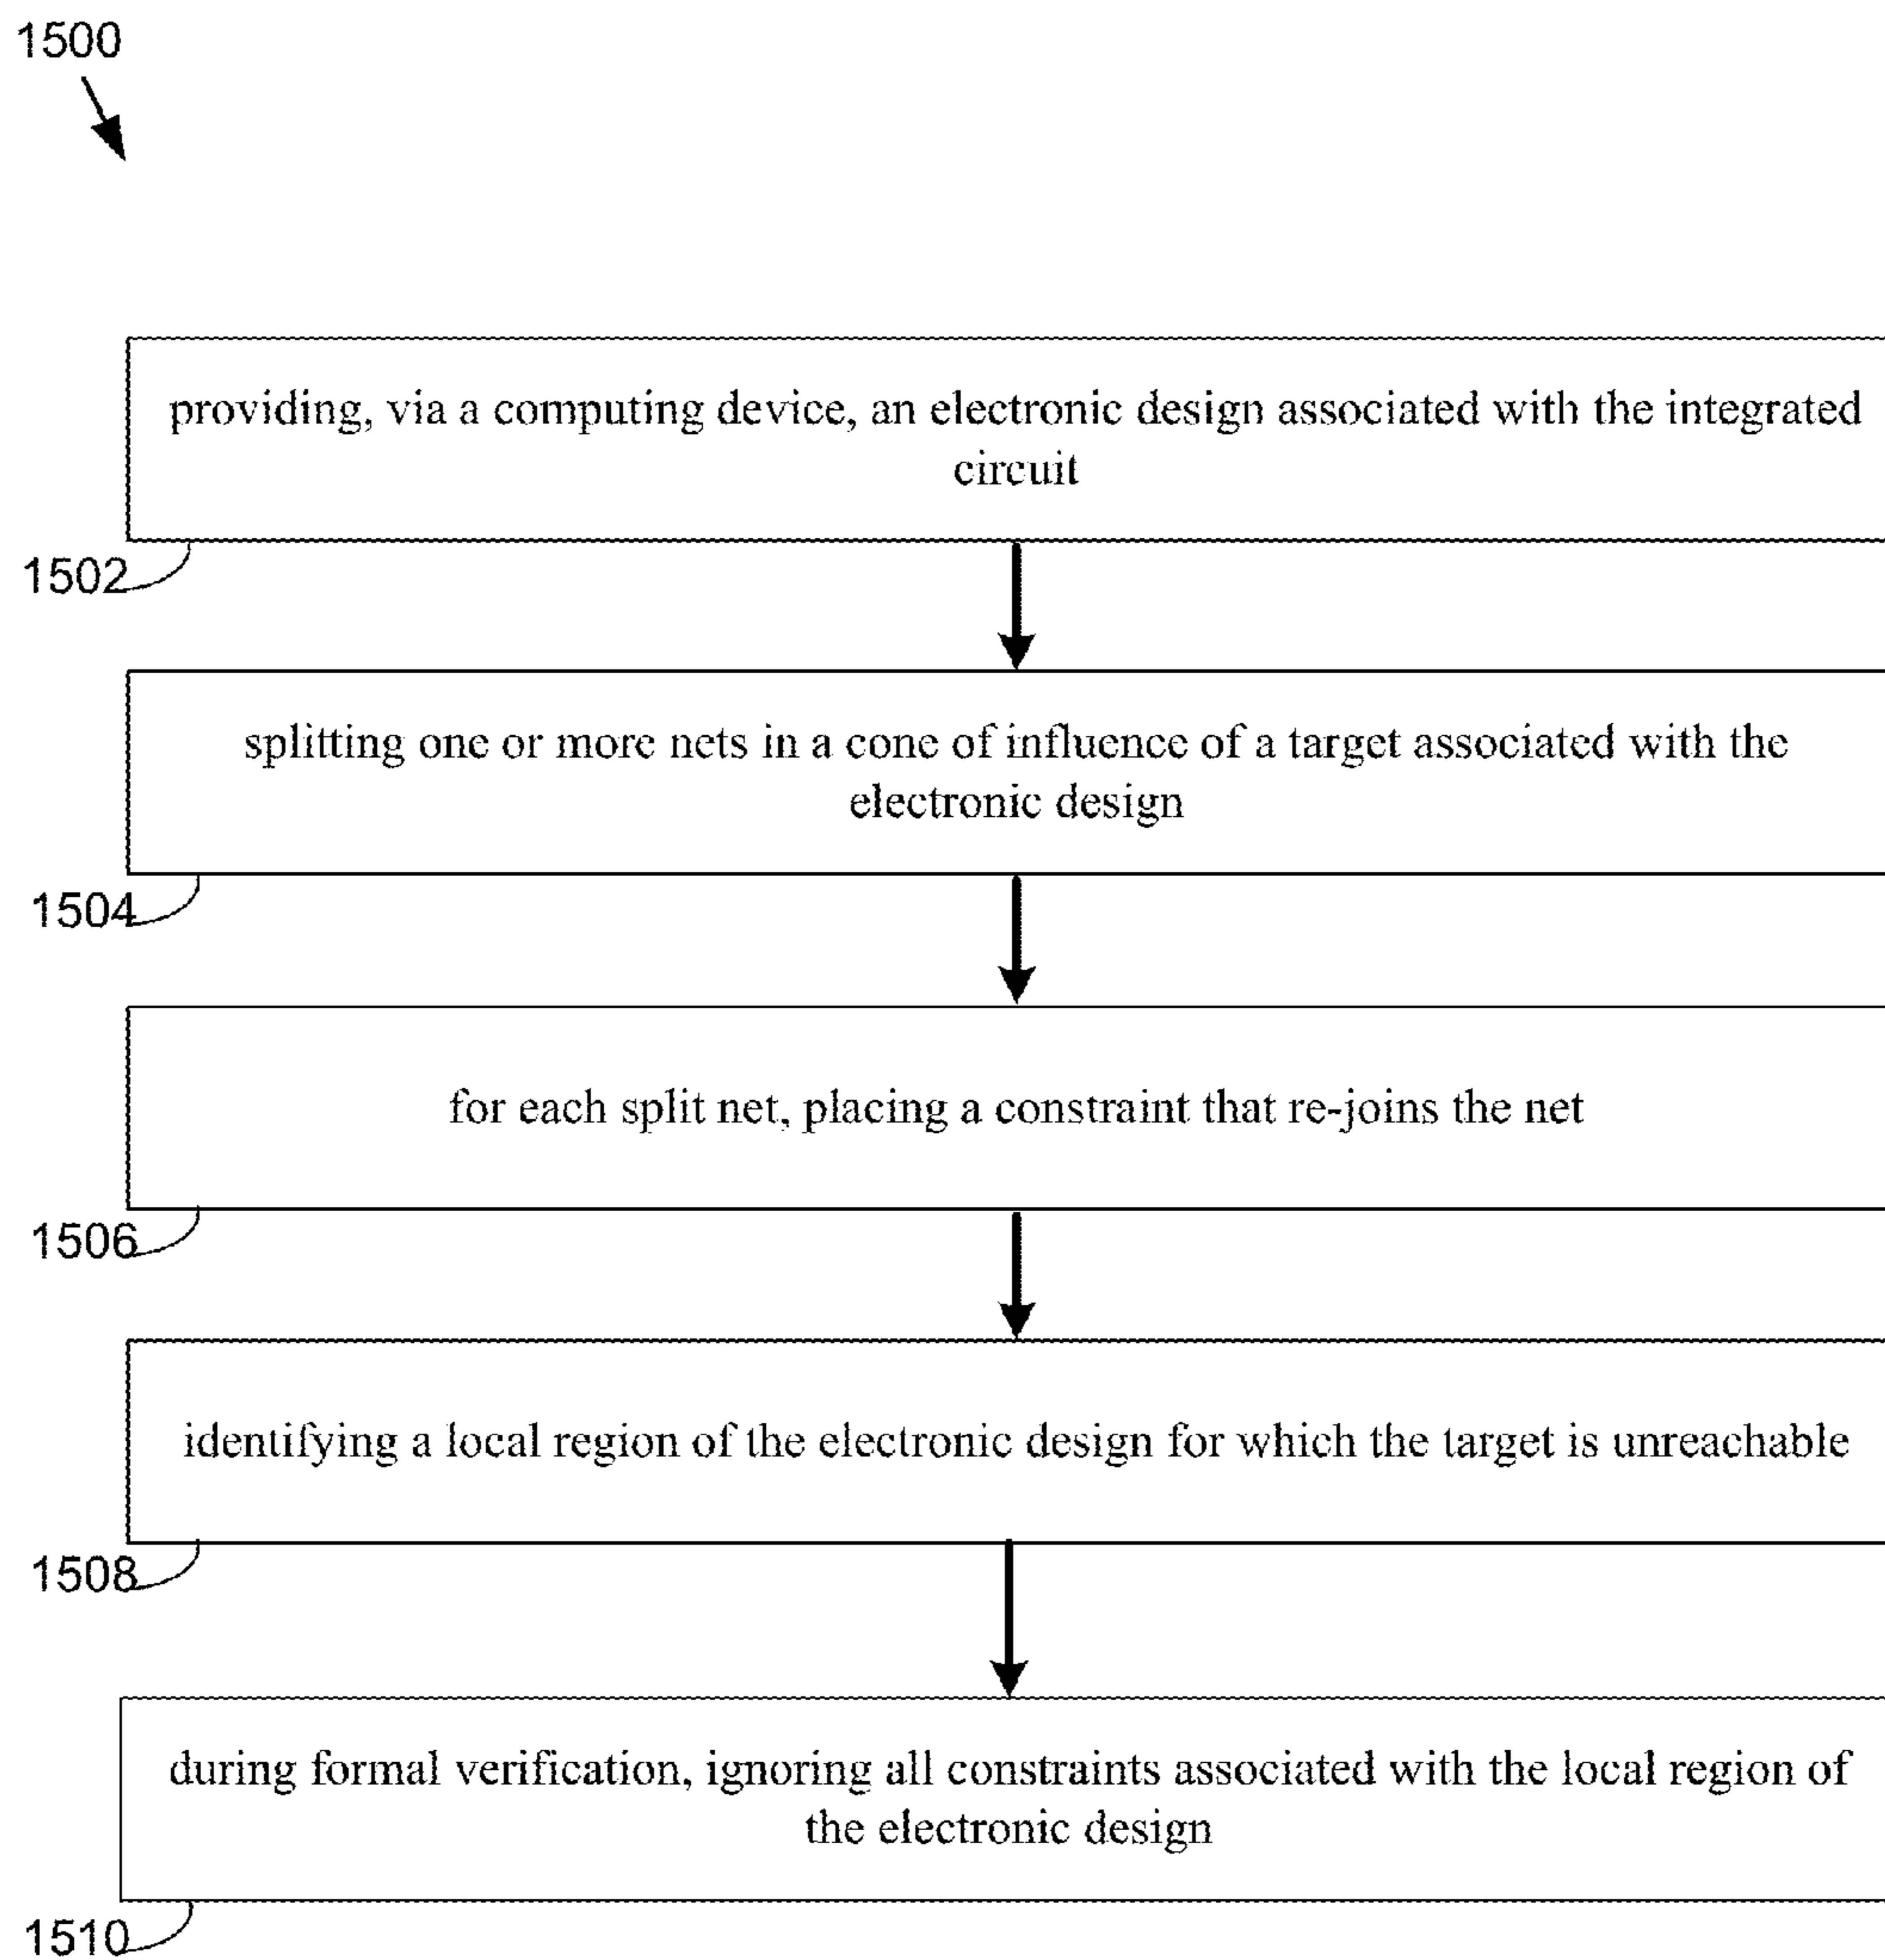 1500
providing, via a computing device, an electronic design associated with the integrated
circuit
1502
splitting one or more nets in a cone of influence of a target associated with the
electronic design
1504
for each split net, placing a constraint that re-joins the net
1506
identifying a local region of the electronic design for which the target is unreachable
1508
during formal verification, ignoring all constraints associated with the local region of
the electronic design
1510